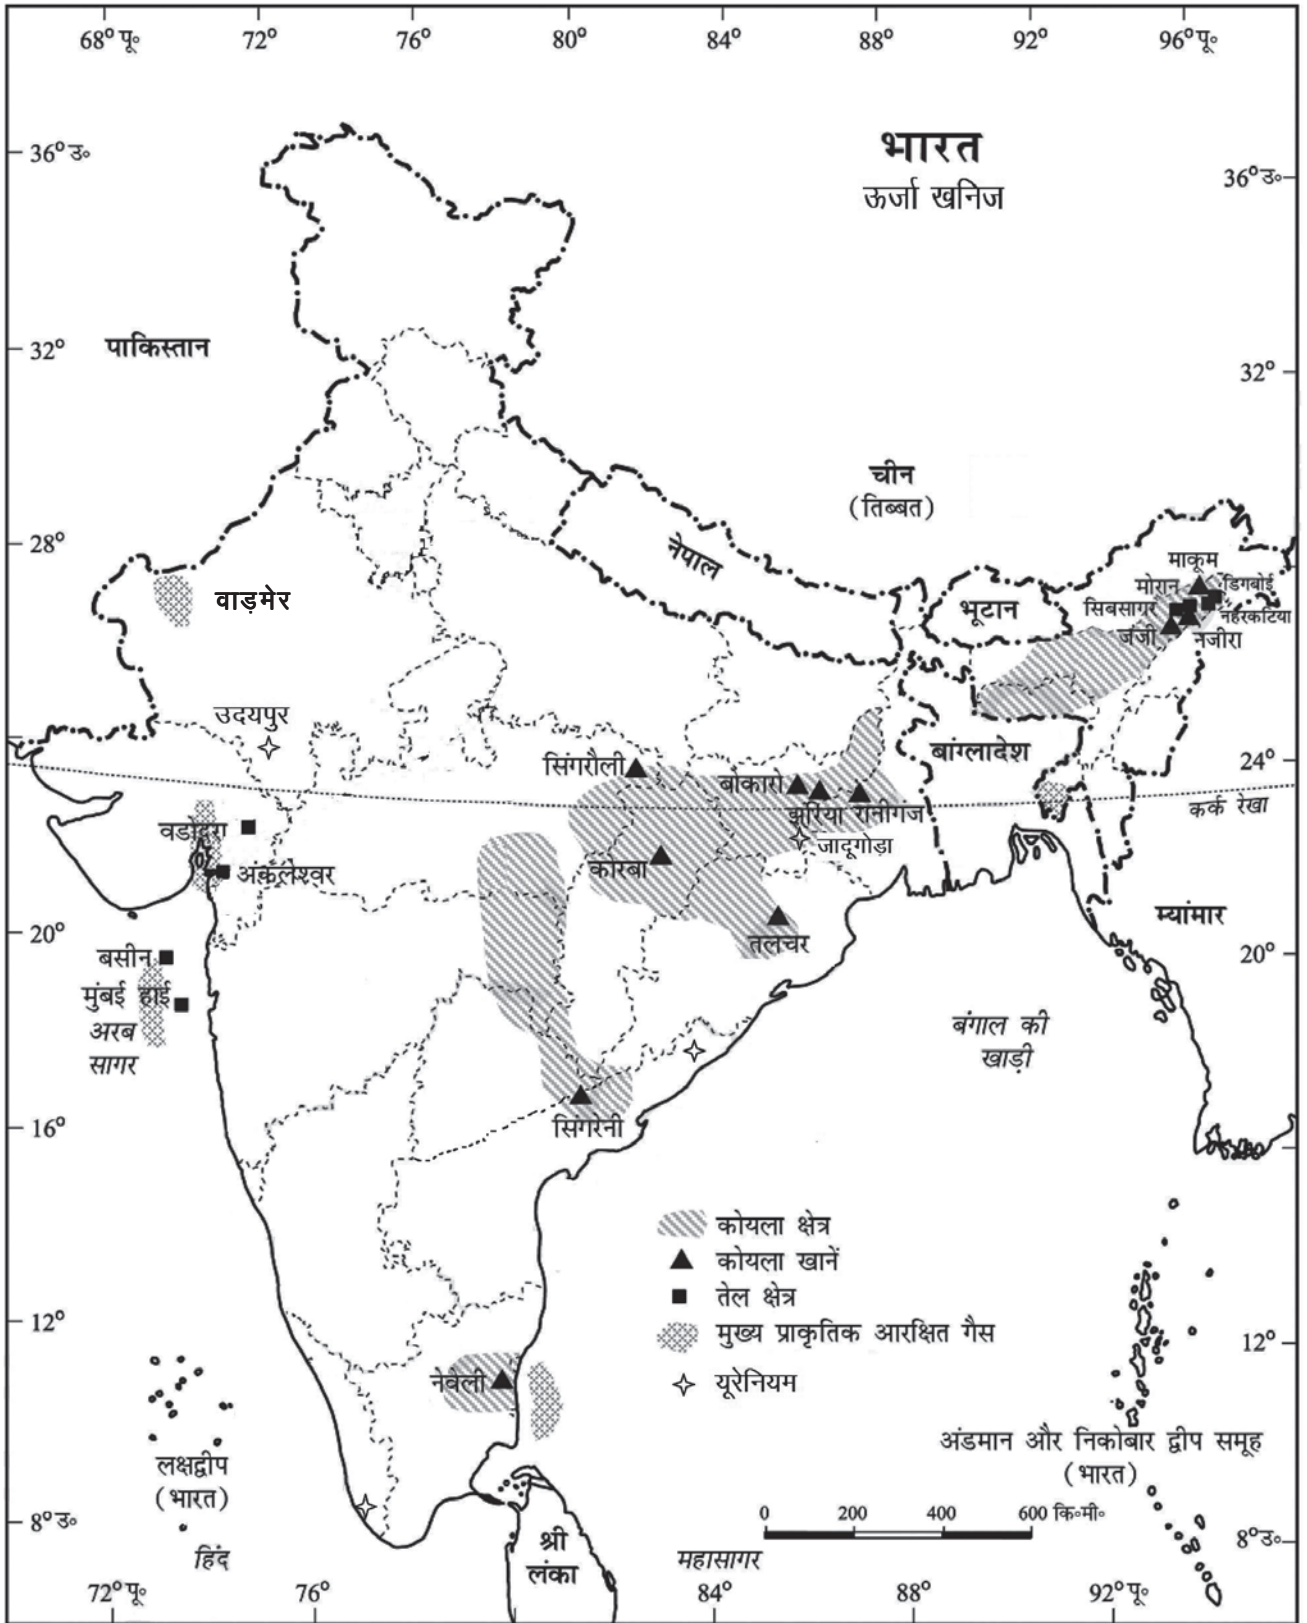 68° पू॰ 72° 76° 80° 84° 88° 92° 96° पू॰
भारत
ऊर्जा खनिज
36° उ॰ 36° उ॰
पाकिस्तान
32° 32°
चीन
(तिब्बत)
28°
नेपाल
माकूम
मोरान डिगबोई
सिबसागर नहरकटिया
जंजी नजीरा
भूटान
वाड़मेर
उदयपुर
बांग्लादेश
24°
सिंगरौली
बोकारो
कर्क रेखा
झरिया रानीगंज
जादूगोड़ा
वडोदरा
अंकलेश्वर
कोरबा
म्यांमार
20° 20°
तलचर
बसीन
मुंबई हाई
अरब
सागर
बंगाल की
खाड़ी
16°
सिंगरेनी
कोयला क्षेत्र
कोयला खानें
तेल क्षेत्र
मुख्य प्राकृतिक आरक्षित गैस
यूरेनियम
12° 12°
नेवेली
लक्षद्वीप
(भारत)
अंडमान और निकोबार द्वीप समूह
(भारत)
0 200 400 600 कि॰मी॰
8° उ॰ 8° उ॰
श्री
लंका
हिंद महासागर
72° पू॰ 76° 84° 88° 92° पू॰